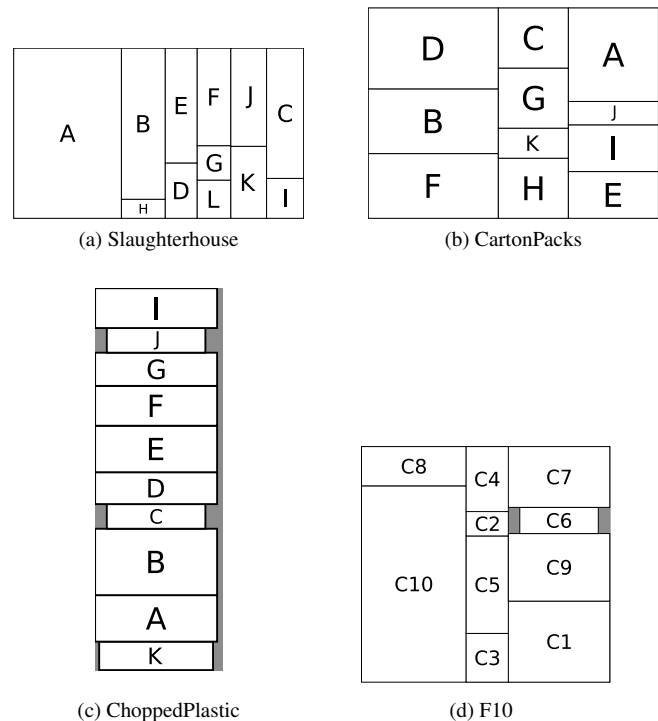 A
B
H
E
D
F
G
L
J
K
C
I
(a) Slaughterhouse
D
B
F
C
G
K
H
A
J
I
E
(b) CartonPacks
I
J
G
F
E
D
C
B
A
K
(c) ChoppedPlastic
C8
C10
C4
C2
C5
C3
C7
C6
C9
C1
(d) F10